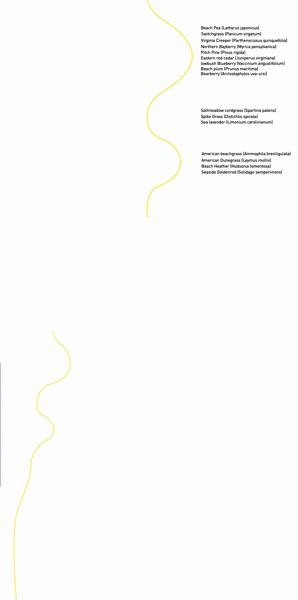 Beach Pea (Lathyrus japonicus)
Switchgrass (Panicum virgatum)
Virginia Creeper (Parthenocissus quinquefolia)
Northern Bayberry (Myrica pensylvanica)
Pitch Pine (Pinus rigida)
Eastern red cedar (Juniperus virginiana)
lowbush Blueberry (Vaccinium angustifolium)
Beach plum (Prunus maritima)
Bearberry (Arctostaphylos uva-ursi)
Saltmeadow cordgrass (Spartina patens)
Spike Grass (Distichlis spicata)
Sea lavender (Limonium carolinianum)
American beachgrass (Ammophila breviligulata)
American Dunegrass (Leymus mollis)
Beach Heather (Hudsonia tomentosa)
Seaside Goldenrod (Solidago sempervirens)